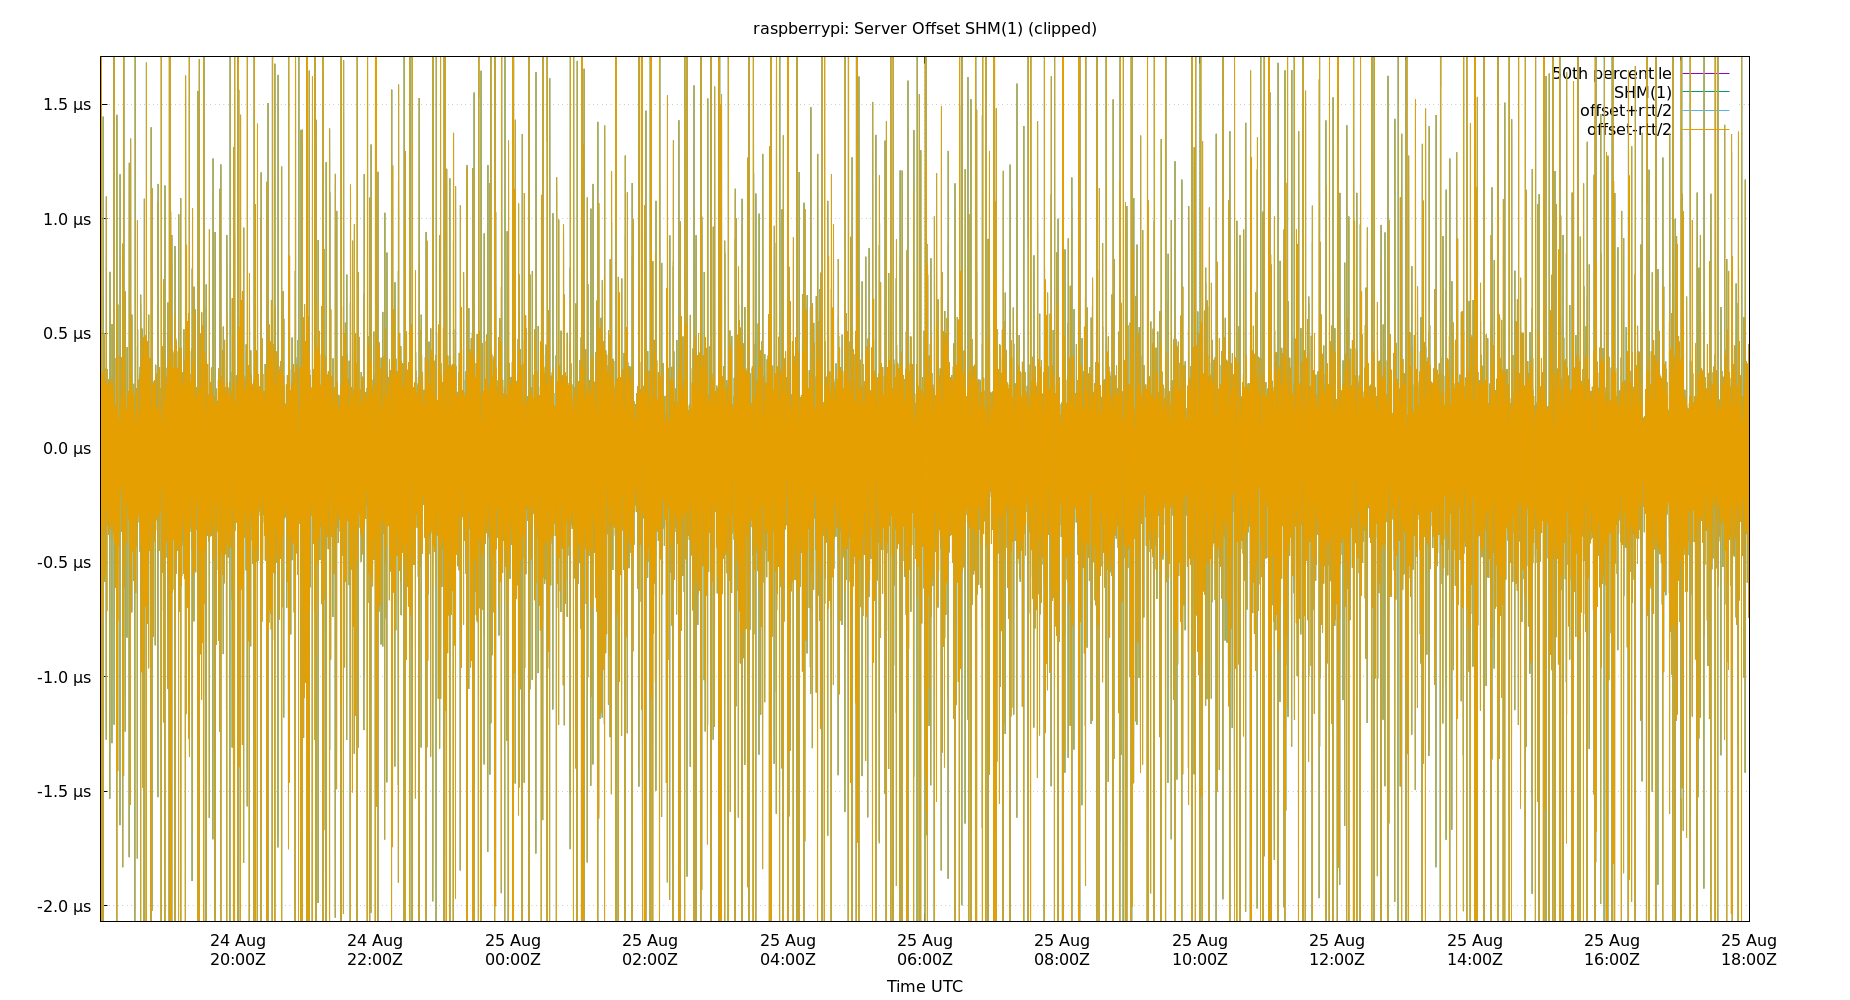 raspberrypi: Server Offset SHM(1) (clipped)
50th percentile
SHM(1)
offset+rtt/2
offset-rtt/2
1.5 µs
1.0 µs
0.5 µs
0.0 µs
-0.5 µs
-1.0 µs
-1.5 µs
-2.0 µs
24 Aug 24 Aug 25 Aug 25 Aug 25 Aug 25 Aug 25 Aug 25 Aug 25 Aug 25 Aug 25 Aug 25 Aug
20:00Z 22:00Z 00:00Z 02:00Z 04:00Z 06:00Z 08:00Z 10:00Z 12:00Z 14:00Z 16:00Z 18:00Z
Time UTC